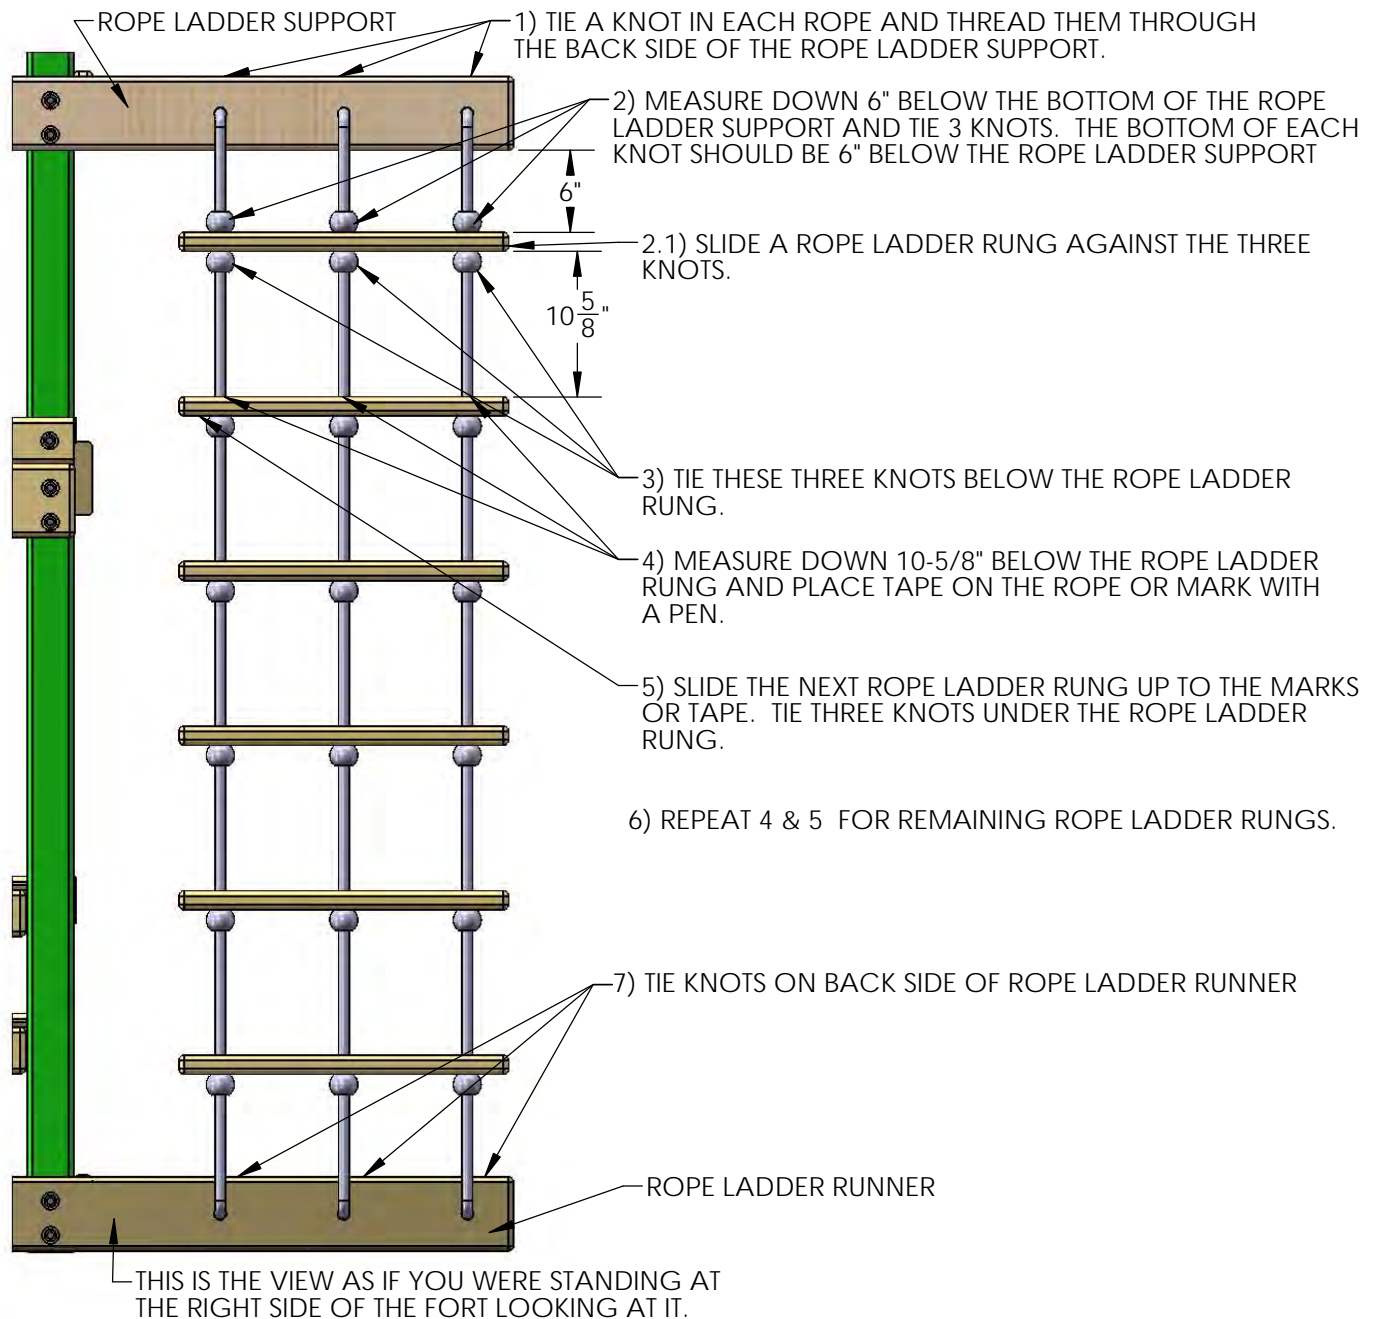 ROPE LADDER SUPPORT
1) TIE A KNOT IN EACH ROPE AND THREAD THEM THROUGH
THE BACK SIDE OF THE ROPE LADDER SUPPORT.
2) MEASURE DOWN 6" BELOW THE BOTTOM OF THE ROPE
LADDER SUPPORT AND TIE 3 KNOTS. THE BOTTOM OF EACH
KNOT SHOULD BE 6" BELOW THE ROPE LADDER SUPPORT
6"
2.1) SLIDE A ROPE LADDER RUNG AGAINST THE THREE
KNOTS.
10 5/8"
3) TIE THESE THREE KNOTS BELOW THE ROPE LADDER
RUNG.
4) MEASURE DOWN 10-5/8" BELOW THE ROPE LADDER
RUNG AND PLACE TAPE ON THE ROPE OR MARK WITH
A PEN.
5) SLIDE THE NEXT ROPE LADDER RUNG UP TO THE MARKS
OR TAPE. TIE THREE KNOTS UNDER THE ROPE LADDER
RUNG.
6) REPEAT 4 & 5 FOR REMAINING ROPE LADDER RUNGS.
7) TIE KNOTS ON BACK SIDE OF ROPE LADDER RUNNER
ROPE LADDER RUNNER
THIS IS THE VIEW AS IF YOU WERE STANDING AT
THE RIGHT SIDE OF THE FORT LOOKING AT IT.